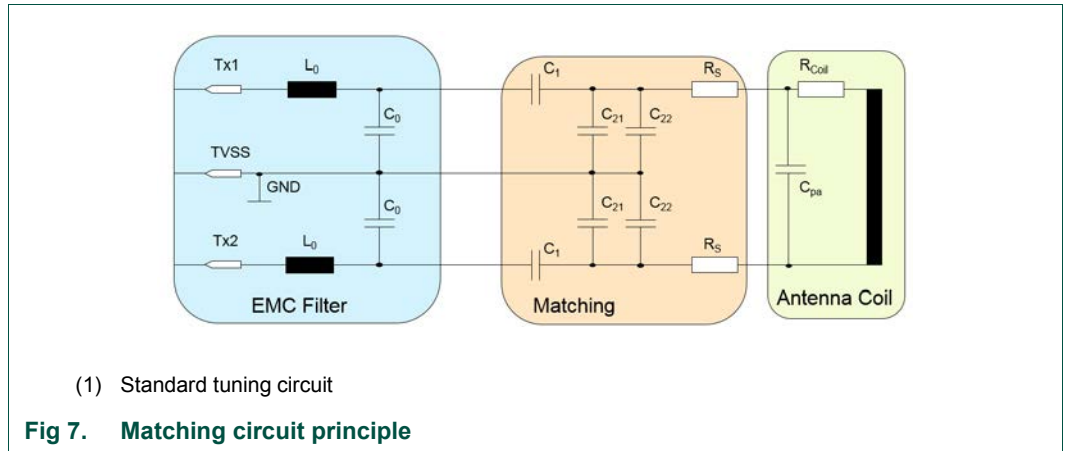 Tx1
L0
C1
RS
RCoil
C0
C21
C22
TVSS
GND
Cpa
C0
C21
C22
Tx2
L0
C1
RS
EMC Filter
Matching
Antenna Coil
(1) Standard tuning circuit
Fig 7. Matching circuit principle